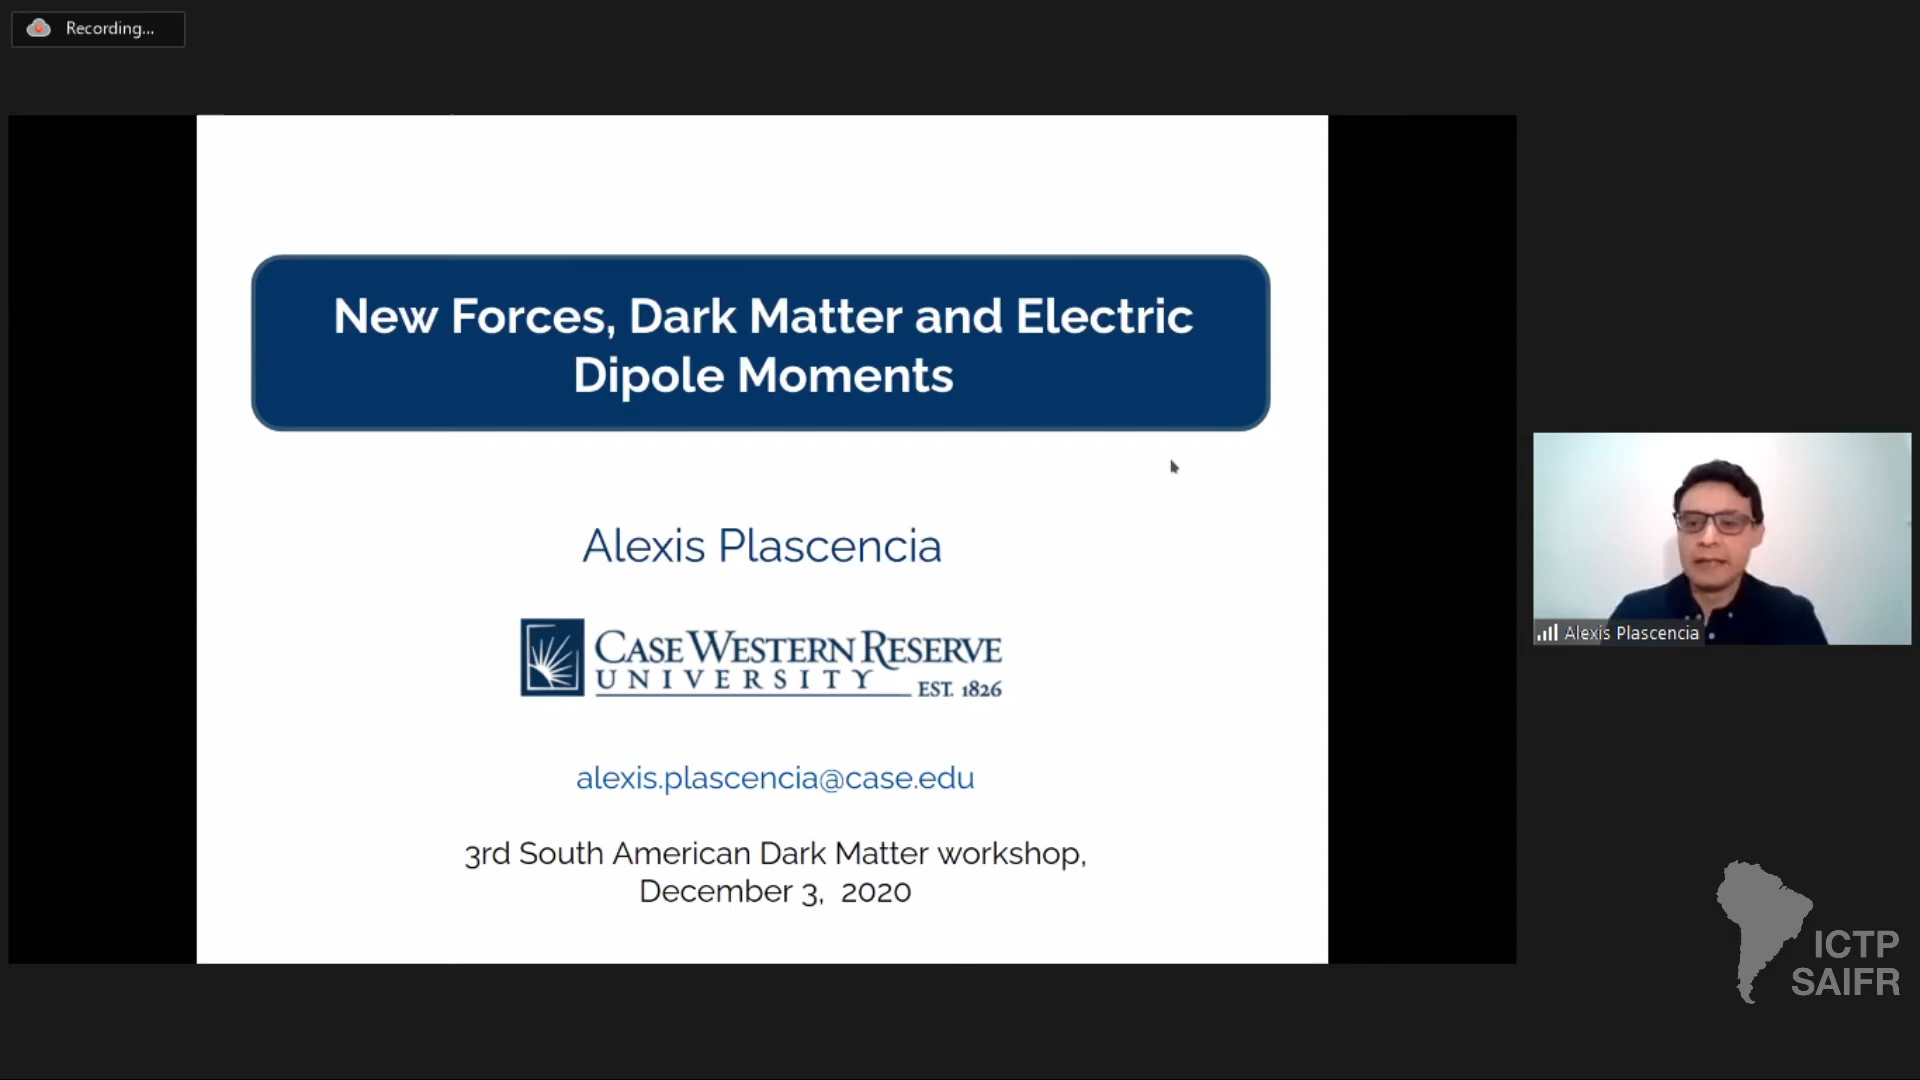 Recording...
New Forces, Dark Matter and Electric
Dipole Moments
Alexis Plascencia
CASE WESTERN RESERVE
UNIVERSITY EST. 1826
alexis.plascencia@case.edu
3rd South American Dark Matter workshop,
December 3, 2020
Alexis Plascencia
ICTP
SAIFR